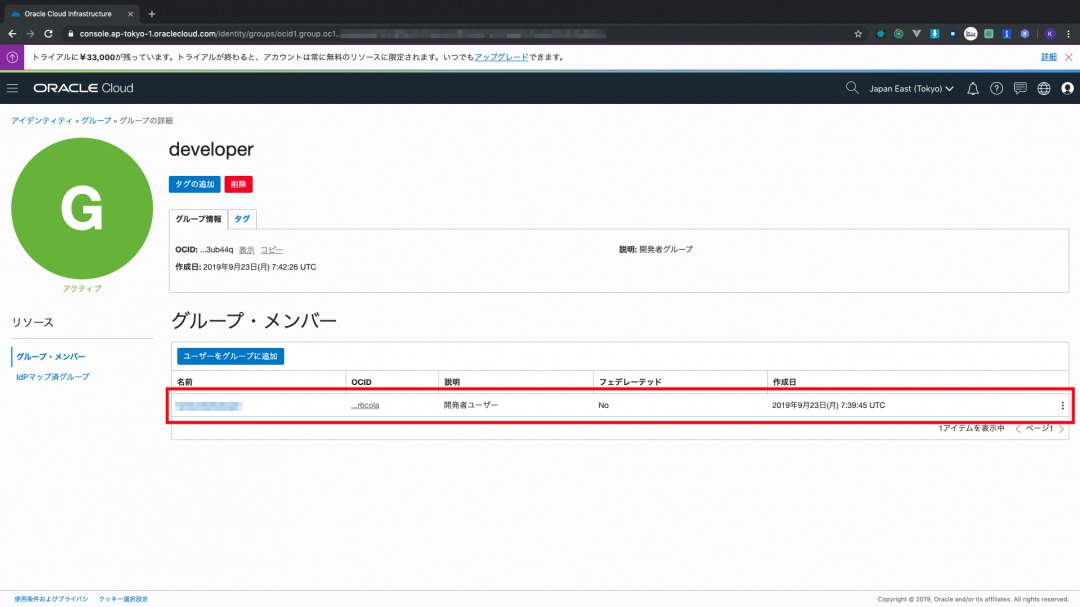 Oracle Cloud Infrastructure
console.ap-tokyo-1.oraclecloud.com/identity/groups/ocid1.group.oc1..
トライアルに¥33,000が残っています。トライアルが終わると、アカウントは常に無料のリソースに限定されます。いつでもアップグレードできます。 詳細
ORACLE Cloud Japan East (Tokyo)
アイデンティティ » グループ » グループの詳細
G
アクティブ
developer
タグの追加 削除
グループ情報 タグ
OCID: ...3ub44q 表示 コピー 説明: 開発者グループ
作成日: 2019年9月23日(月) 7:42:26 UTC
リソース
グループ・メンバー
IdPマップ済グループ
グループ・メンバー
ユーザーをグループに追加
名前 OCID 説明 フェデレーテッド 作成日
...rficola 開発者ユーザー No 2019年9月23日(月) 7:39:45 UTC
1アイテムを表示中 ページ1
使用条件およびプライバシ クッキー選択設定 Copyright © 2019, Oracle and/or its affiliates. All rights reserved.